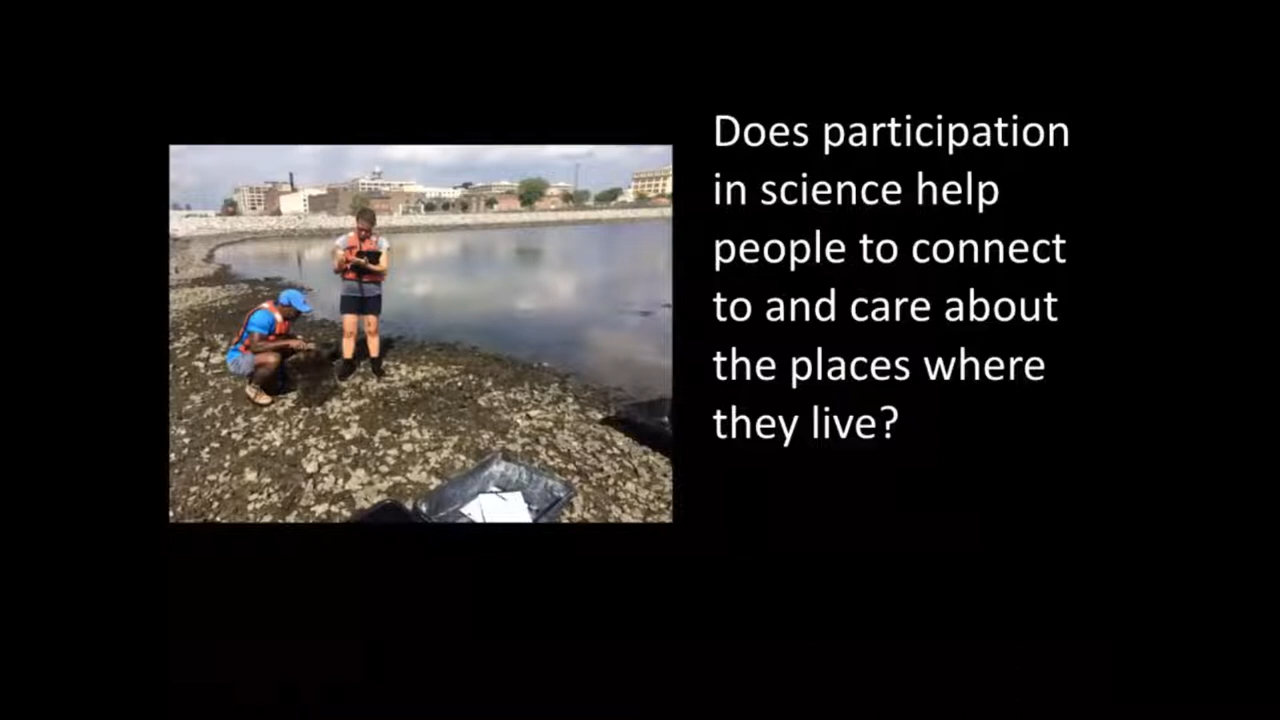 Does participation
in science help
people to connect
to and care about
the places where
they live?